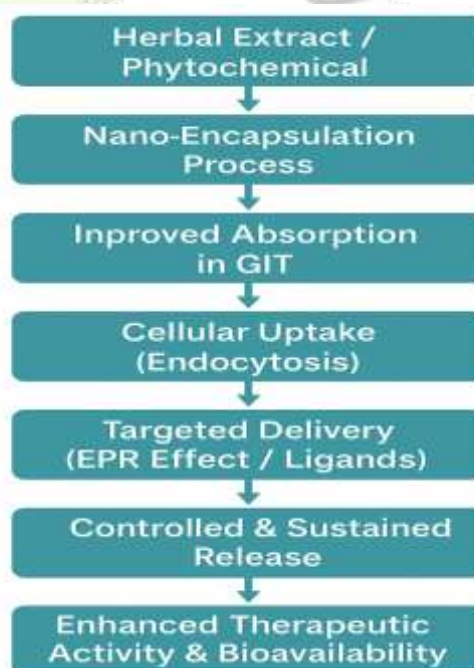 Herbal Extract /
Phytochemical
Nano-Encapsulation
Process
Inproved Absorption
in GIT
Cellular Uptake
(Endocytosis)
Targeted Delivery
(EPR Effect / Ligands)
Controlled & Sustained
Release
Enhanced Therapeutic
Activity & Bioavailability